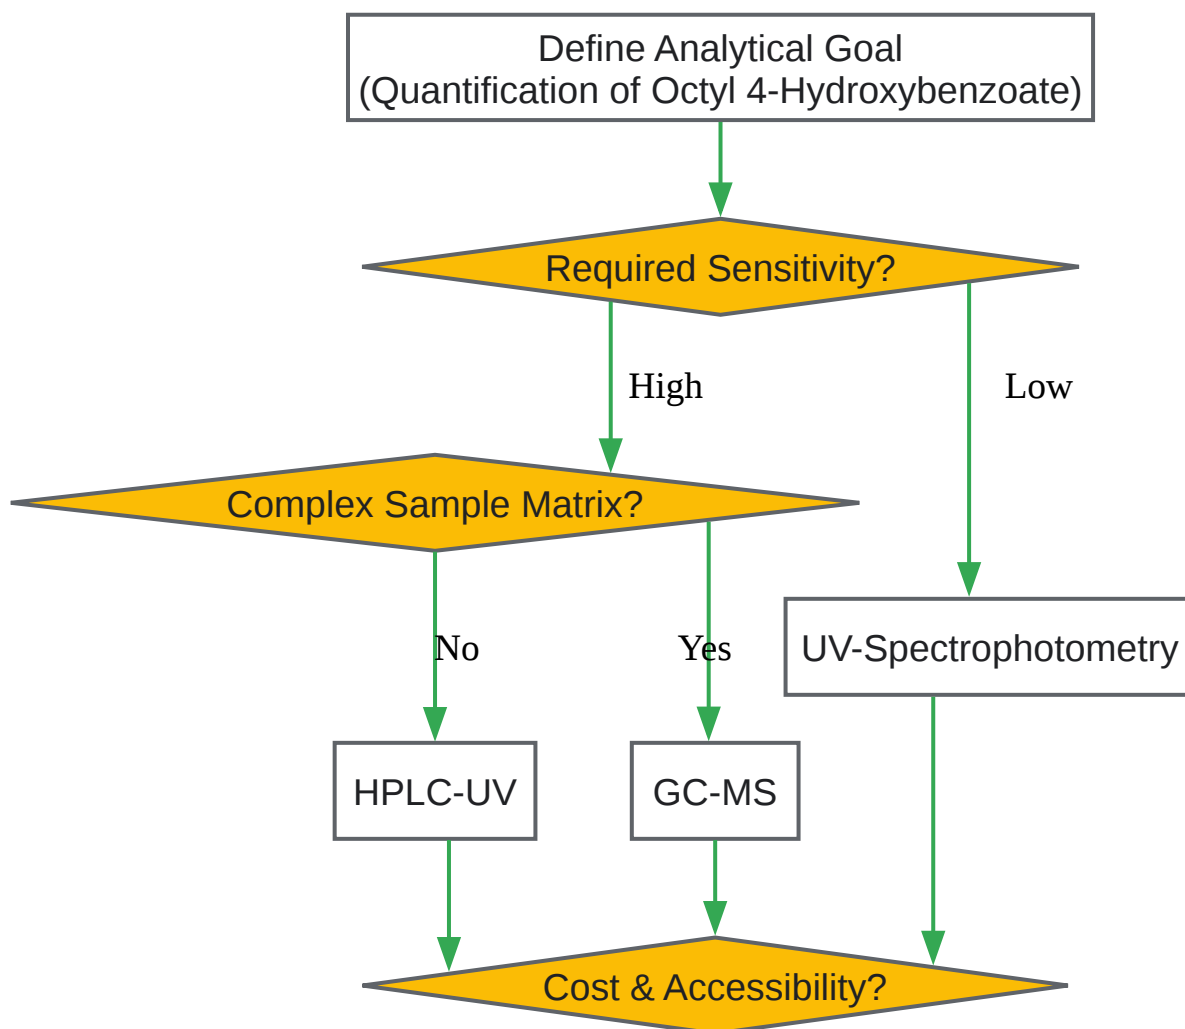 Define Analytical Goal
(Quantification of Octyl 4-Hydroxybenzoate)
Required Sensitivity?
High
Low
Complex Sample Matrix?
No
Yes
UV-Spectrophotometry
HPLC-UV
GC-MS
Cost & Accessibility?